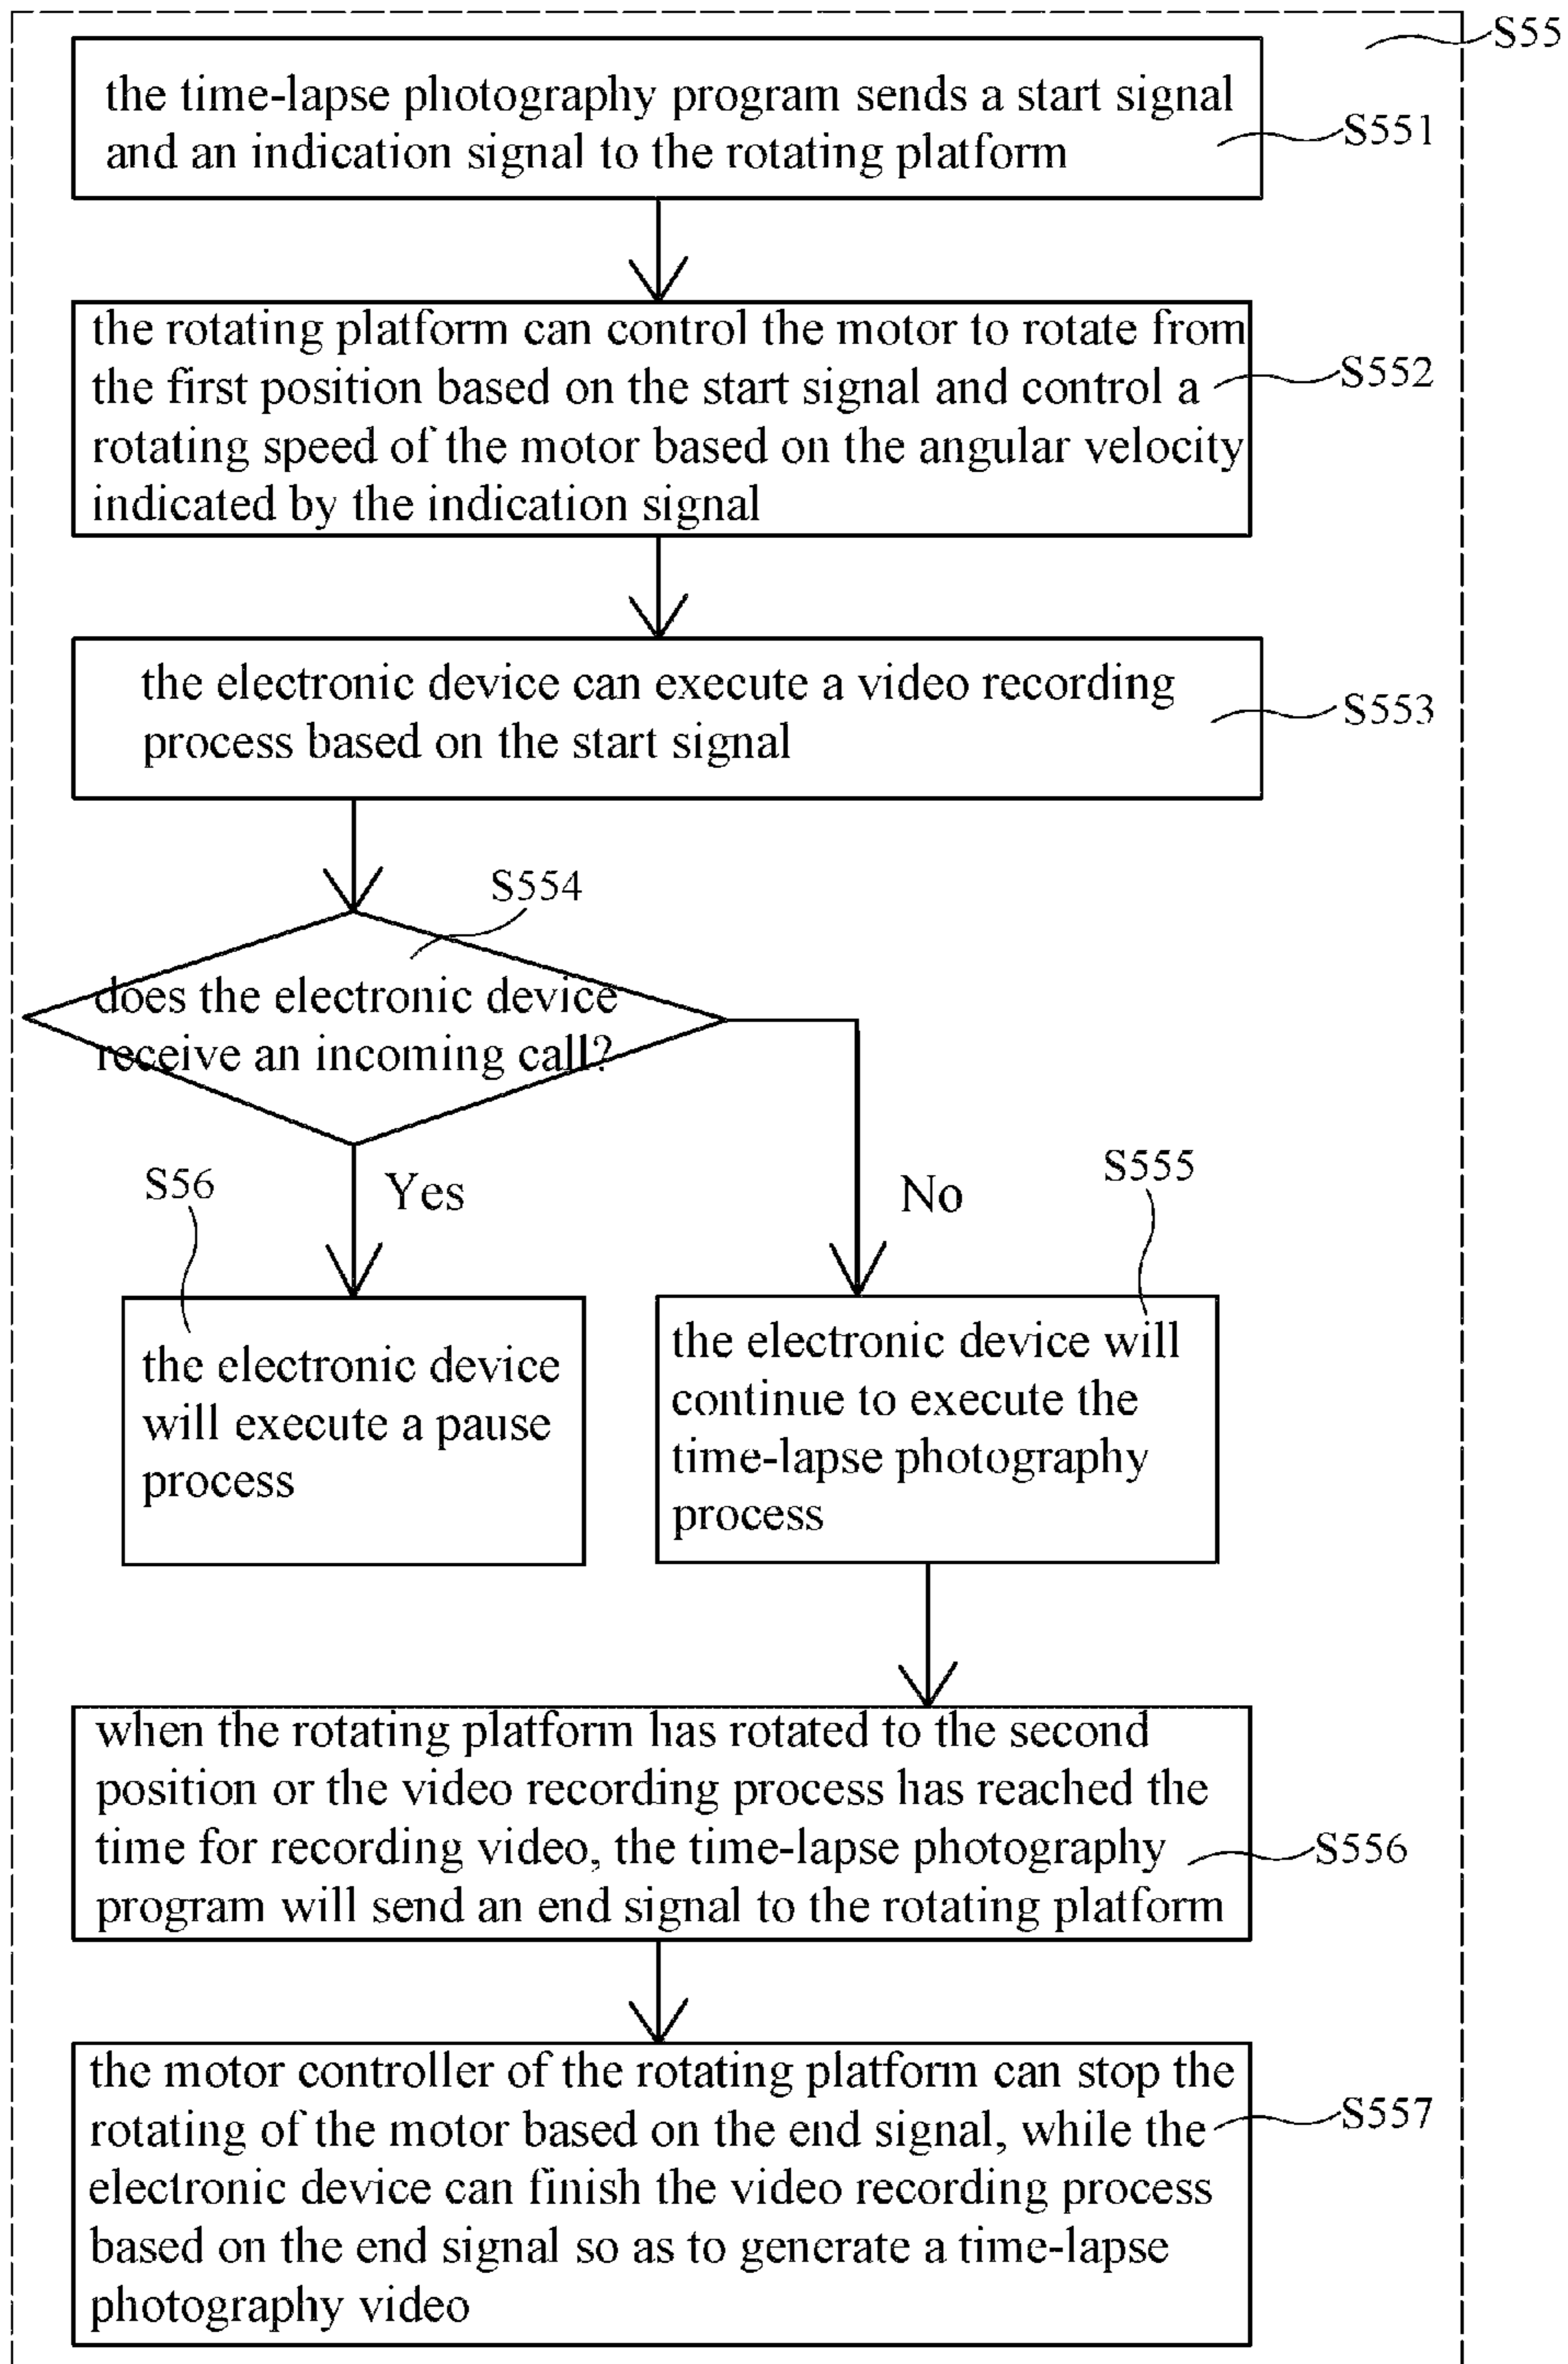 S55
the time-lapse photography program sends a start signal
and an indication signal to the rotating platform
S551
the rotating platform can control the motor to rotate from
the first position based on the start signal and control a
rotating speed of the motor based on the angular velocity
indicated by the indication signal
S552
the electronic device can execute a video recording
process based on the start signal
S553
S554
does the electronic device
receive an incoming call?
S56
Yes
No
S555
the electronic device
will execute a pause
process
the electronic device will
continue to execute the
time-lapse photography
process
when the rotating platform has rotated to the second
position or the video recording process has reached the
time for recording video, the time-lapse photography
program will send an end signal to the rotating platform
S556
the motor controller of the rotating platform can stop the
rotating of the motor based on the end signal, while the
electronic device can finish the video recording process
based on the end signal so as to generate a time-lapse
photography video
S557